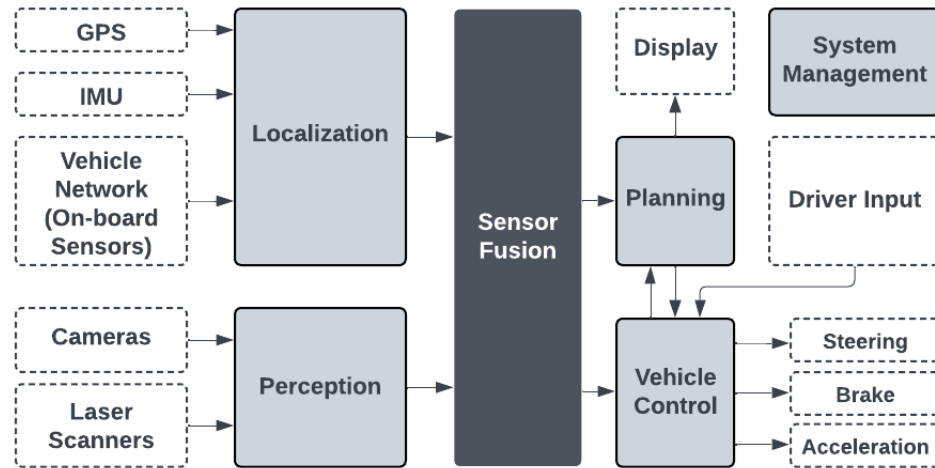 GPS
IMU
Vehicle
Network
(On-board
Sensors)
Localization
Cameras
Laser
Scanners
Perception
Sensor
Fusion
Display
System
Management
Planning
Driver Input
Vehicle
Control
Steering
Brake
Acceleration